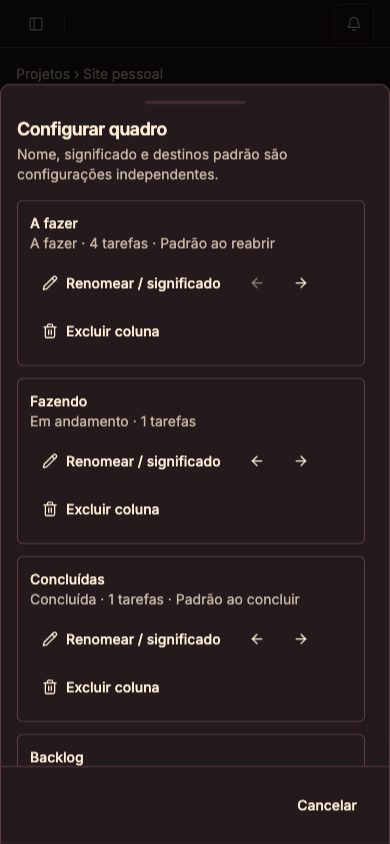 Projetos › Site pessoal
Configurar quadro
Nome, significado e destinos padrão são
configurações independentes.
A fazer
A fazer · 4 tarefas · Padrão ao reabrir
Renomear / significado ← →
Excluir coluna
Fazendo
Em andamento · 1 tarefas
Renomear / significado ← →
Excluir coluna
Concluídas
Concluída · 1 tarefas · Padrão ao concluir
Renomear / significado ← →
Excluir coluna
Backlog
Cancelar